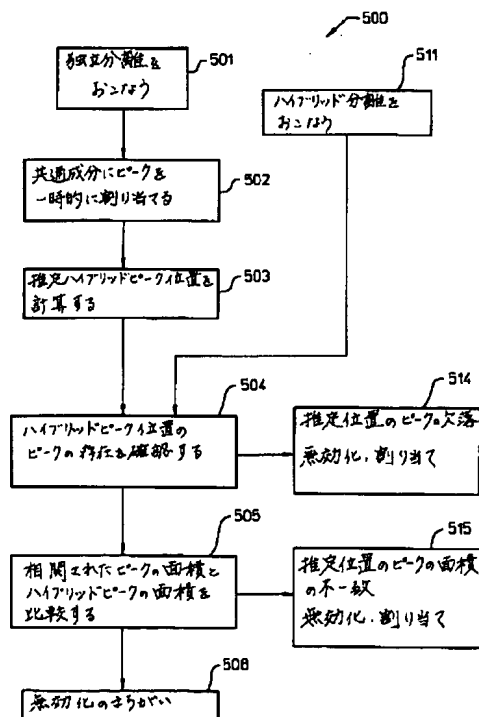 500
独立分離を
おこなう
501
ハイブリッド分離を
おこなう
511
共通成分にピークを
一時的に割り当てる
502
推定ハイブリッドピーク位置を
計算する
503
ハイブリッドピーク位置の
ピークの存在を確認する
504
推定位置のピーク欠落
無効化・割り当て
514
相関されたピークの面積と
ハイブリッドピークの面積を
比較する
505
推定位置のピークの面積
の不一致
無効化・割り当て
515
無効化のまちがい
508